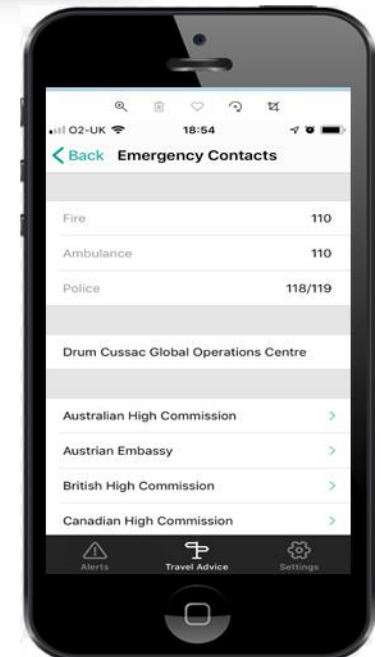 O2-UK 18:54
Back Emergency Contacts
Fire 110
Ambulance 110
Police 118/119
Drum Cussac Global Operations Centre
Australian High Commission
Austrian Embassy
British High Commission
Canadian High Commission
Alerts Travel Advice Settings